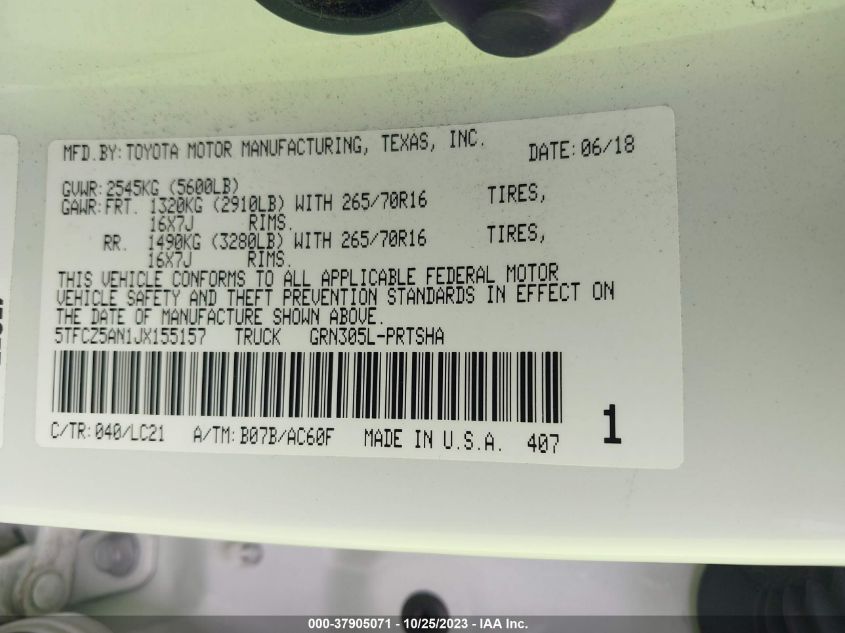 MFD.BY:TOYOTA MOTOR MANUFACTURING, TEXAS, INC. DATE:06/18
GVWR:2545KG (5600LB)
GAWR:FRT. 1320KG (2910LB) WITH 265/70R16 TIRES,
16X7J RIMS.
RR. 1490KG (3280LB) WITH 265/70R16 TIRES,
16X7J RIMS.
THIS VEHICLE CONFORMS TO ALL APPLICABLE FEDERAL MOTOR
VEHICLE SAFETY AND THEFT PREVENTION STANDARDS IN EFFECT ON
THE DATE OF MANUFACTURE SHOWN ABOVE.
5TFCZ5AN1JX155157 TRUCK GRN305L-PRTSHA
C/TR:040/LC21 A/TM:B07B/AC60F MADE IN U.S.A. 407 1
000-37905071 - 10/25/2023 - IAA Inc.